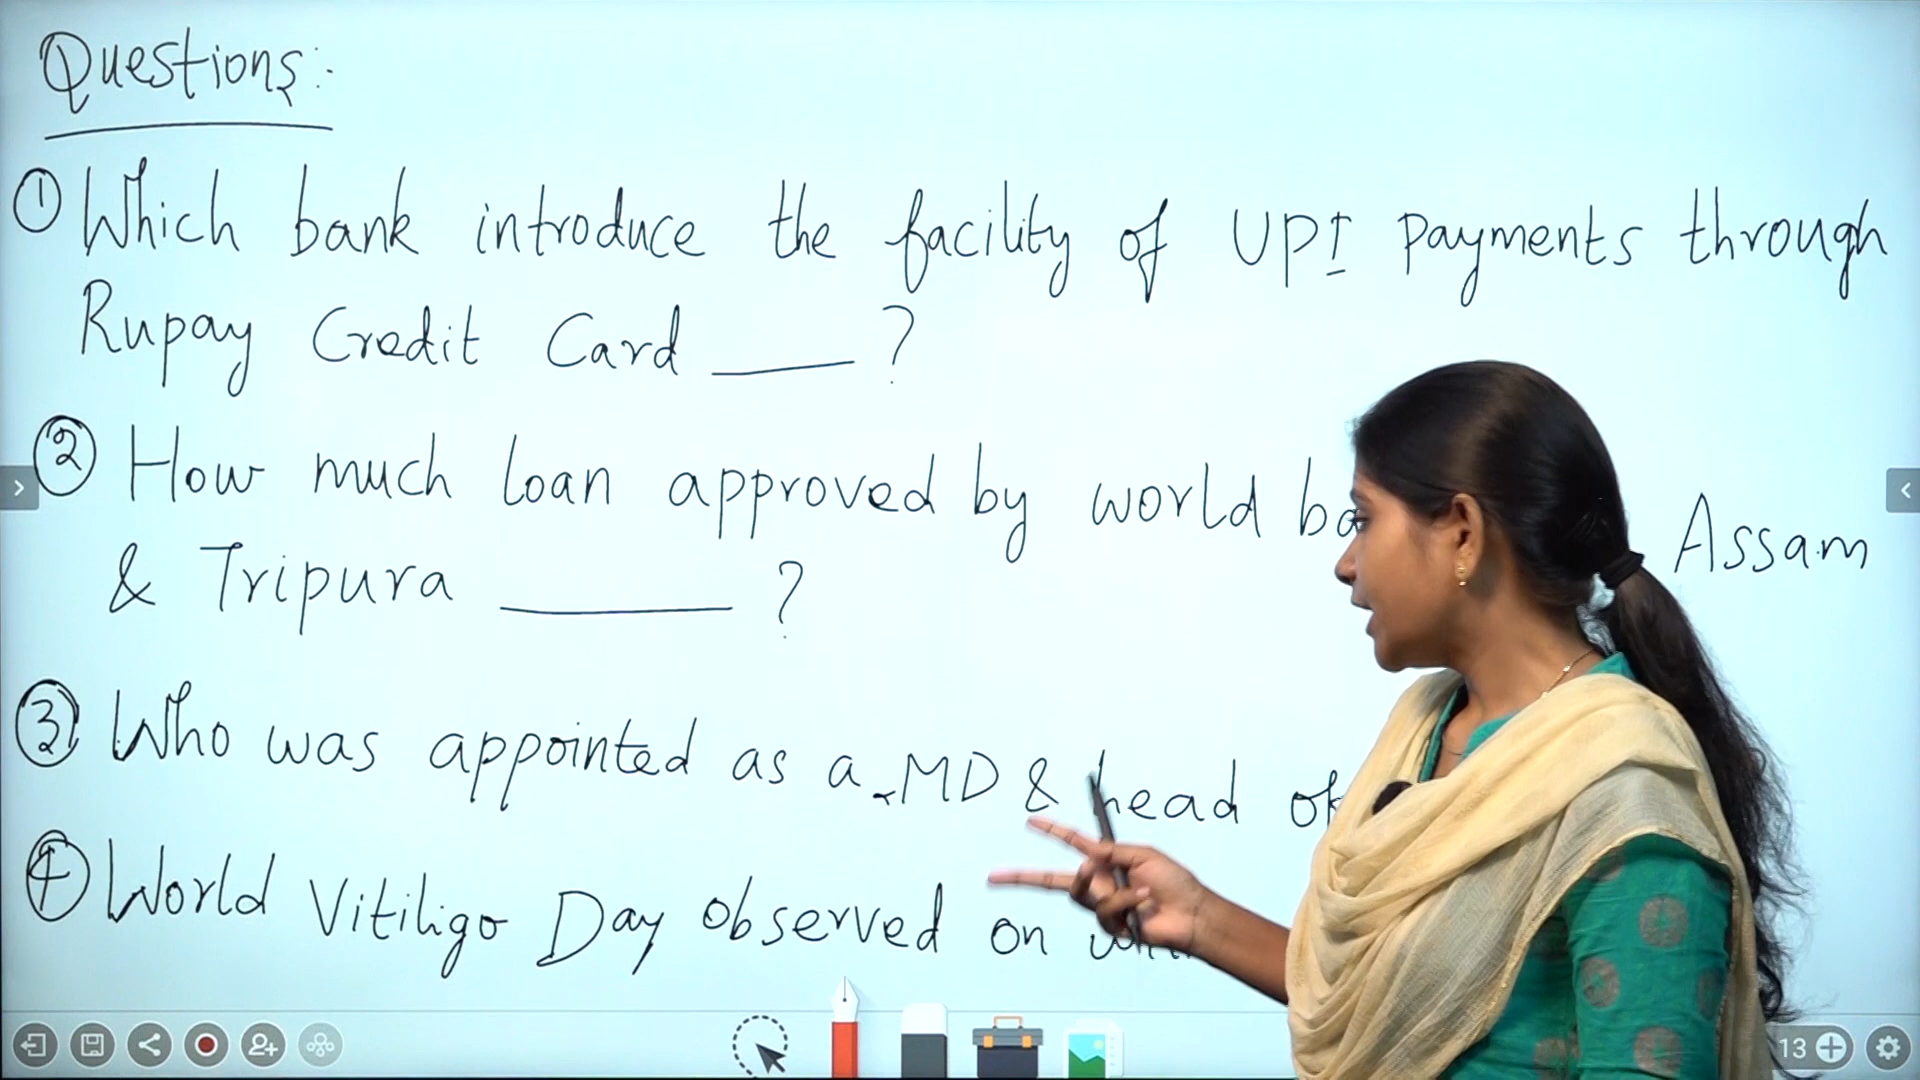 Questions:
① Which bank introduce the facility of UPI payments through
Rupay Credit Card ____ ?
② How much loan approved by world Assam
& Tripura ______ ?
③ Who was appointed as a MD & head
④ World Vitiligo Day observed on
13